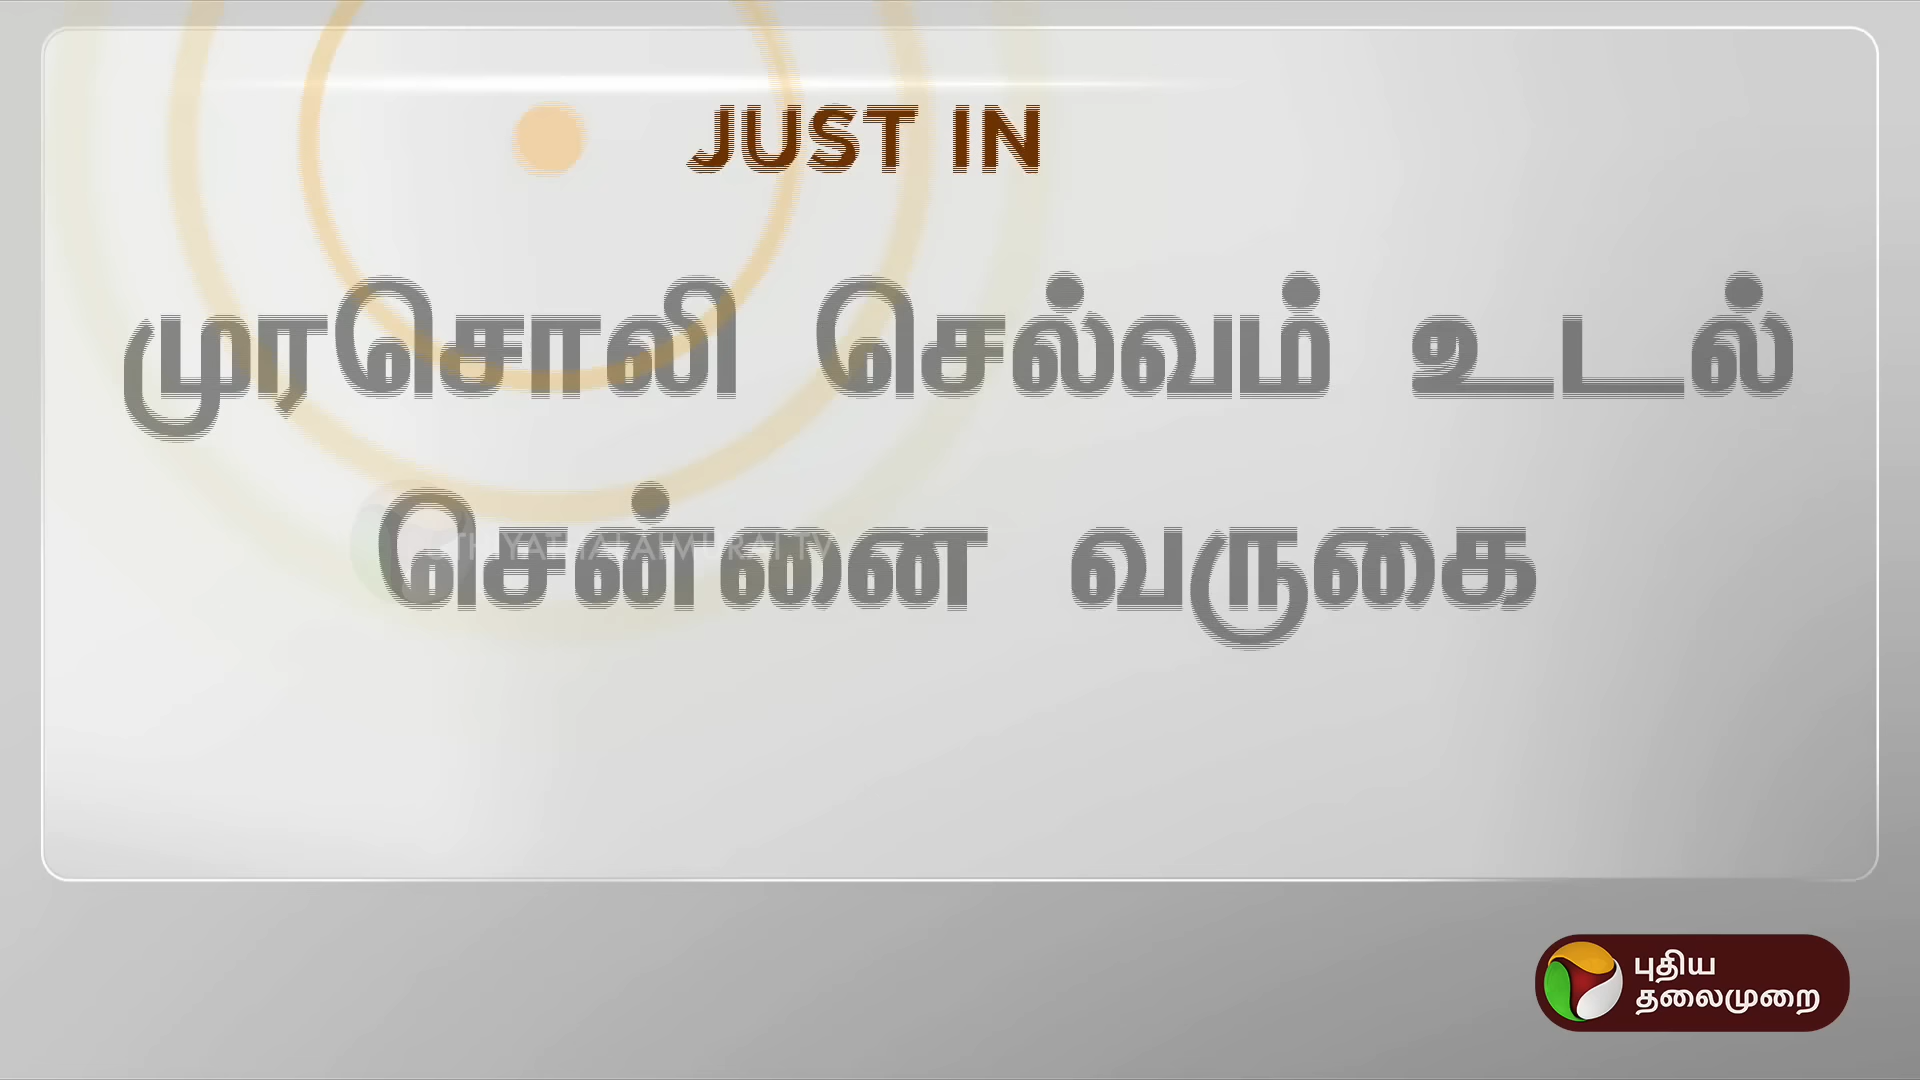 JUST IN
முரசொலி செல்வம் உடல்
சென்னை வருகை
புதிய
தலைமுறை